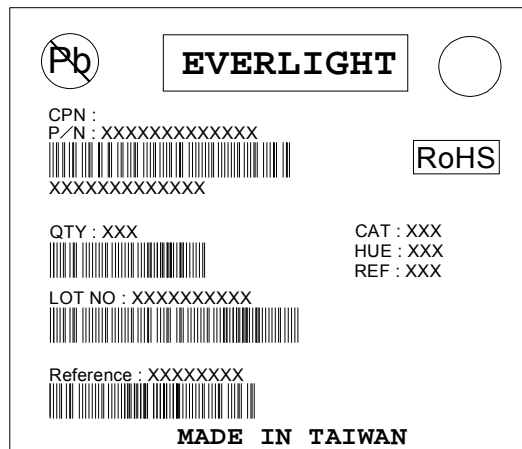 Pb
EVERLIGHT
CPN :
P/N : XXXXXXXXXXXXX
RoHS
XXXXXXXXXXXXX
QTY : XXX
CAT : XXX
HUE : XXX
REF : XXX
LOT NO : XXXXXXXXXX
Reference : XXXXXXXX
MADE IN TAIWAN